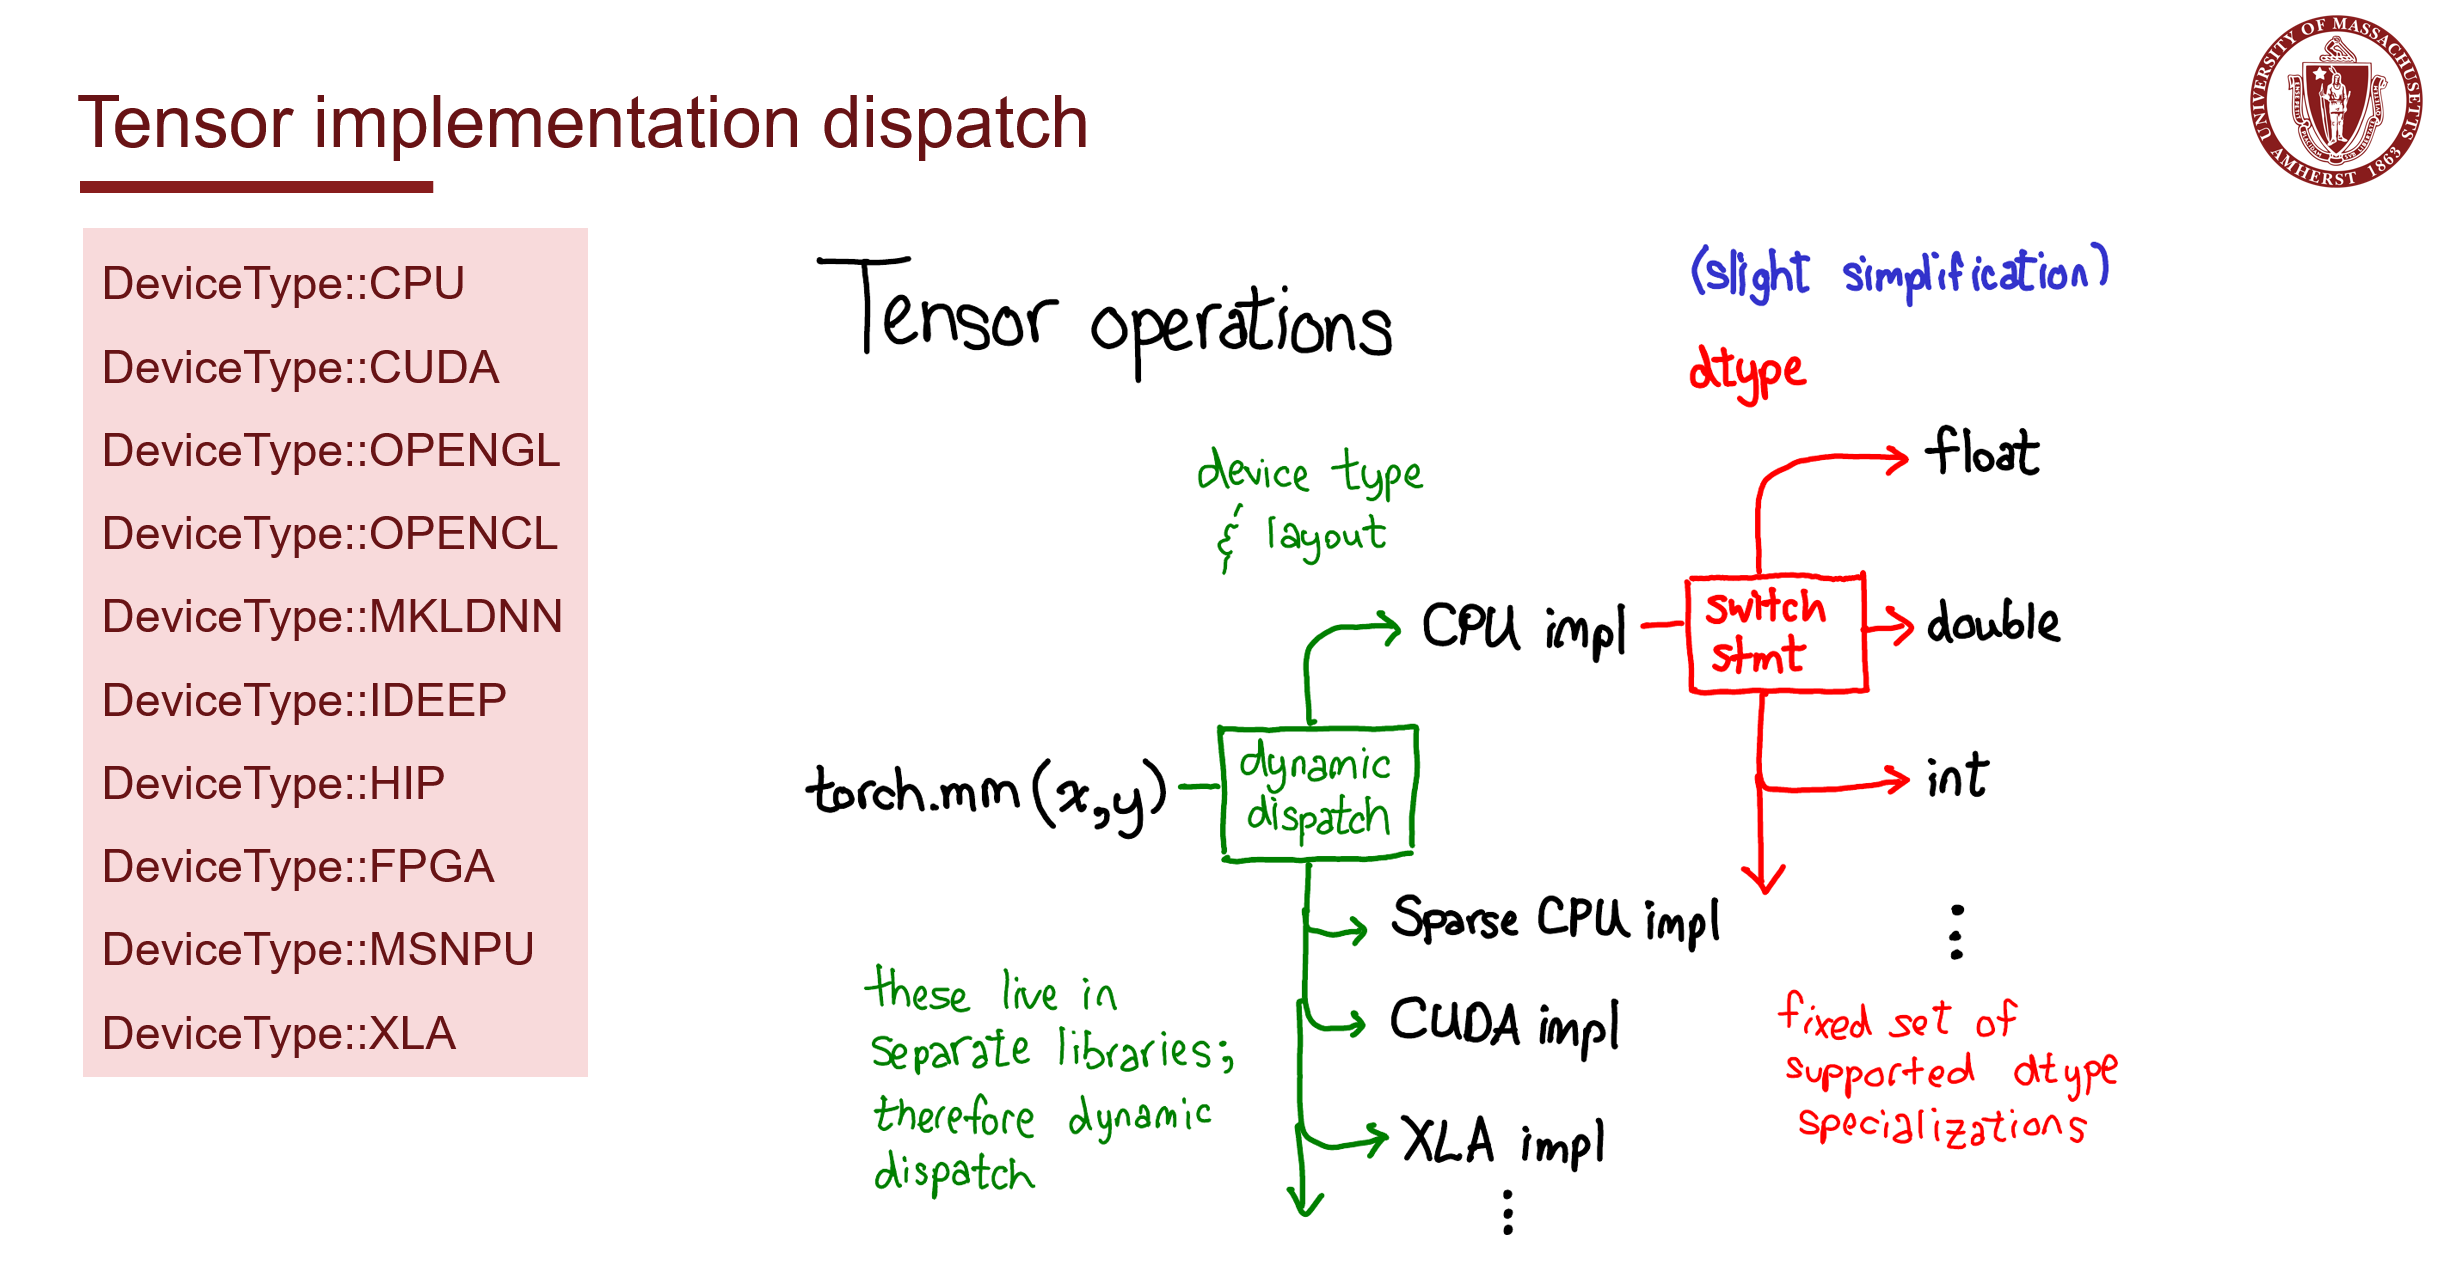 Tensor implementation dispatch
UNIVERSITY OF MASSACHUSETTS
AMHERST 1863
DeviceType::CPU
DeviceType::CUDA
DeviceType::OPENGL
DeviceType::OPENCL
DeviceType::MKLDNN
DeviceType::IDEEP
DeviceType::HIP
DeviceType::FPGA
DeviceType::MSNPU
DeviceType::XLA
Tensor operations
(slight simplification)
dtype
device type
& layout
float
CPU impl
switch
stmt
double
torch.mm(x,y)
dynamic
dispatch
int
Sparse CPU impl
CUDA impl
XLA impl
these live in
separate libraries;
therefore dynamic
dispatch
fixed set of
supported dtype
specializations